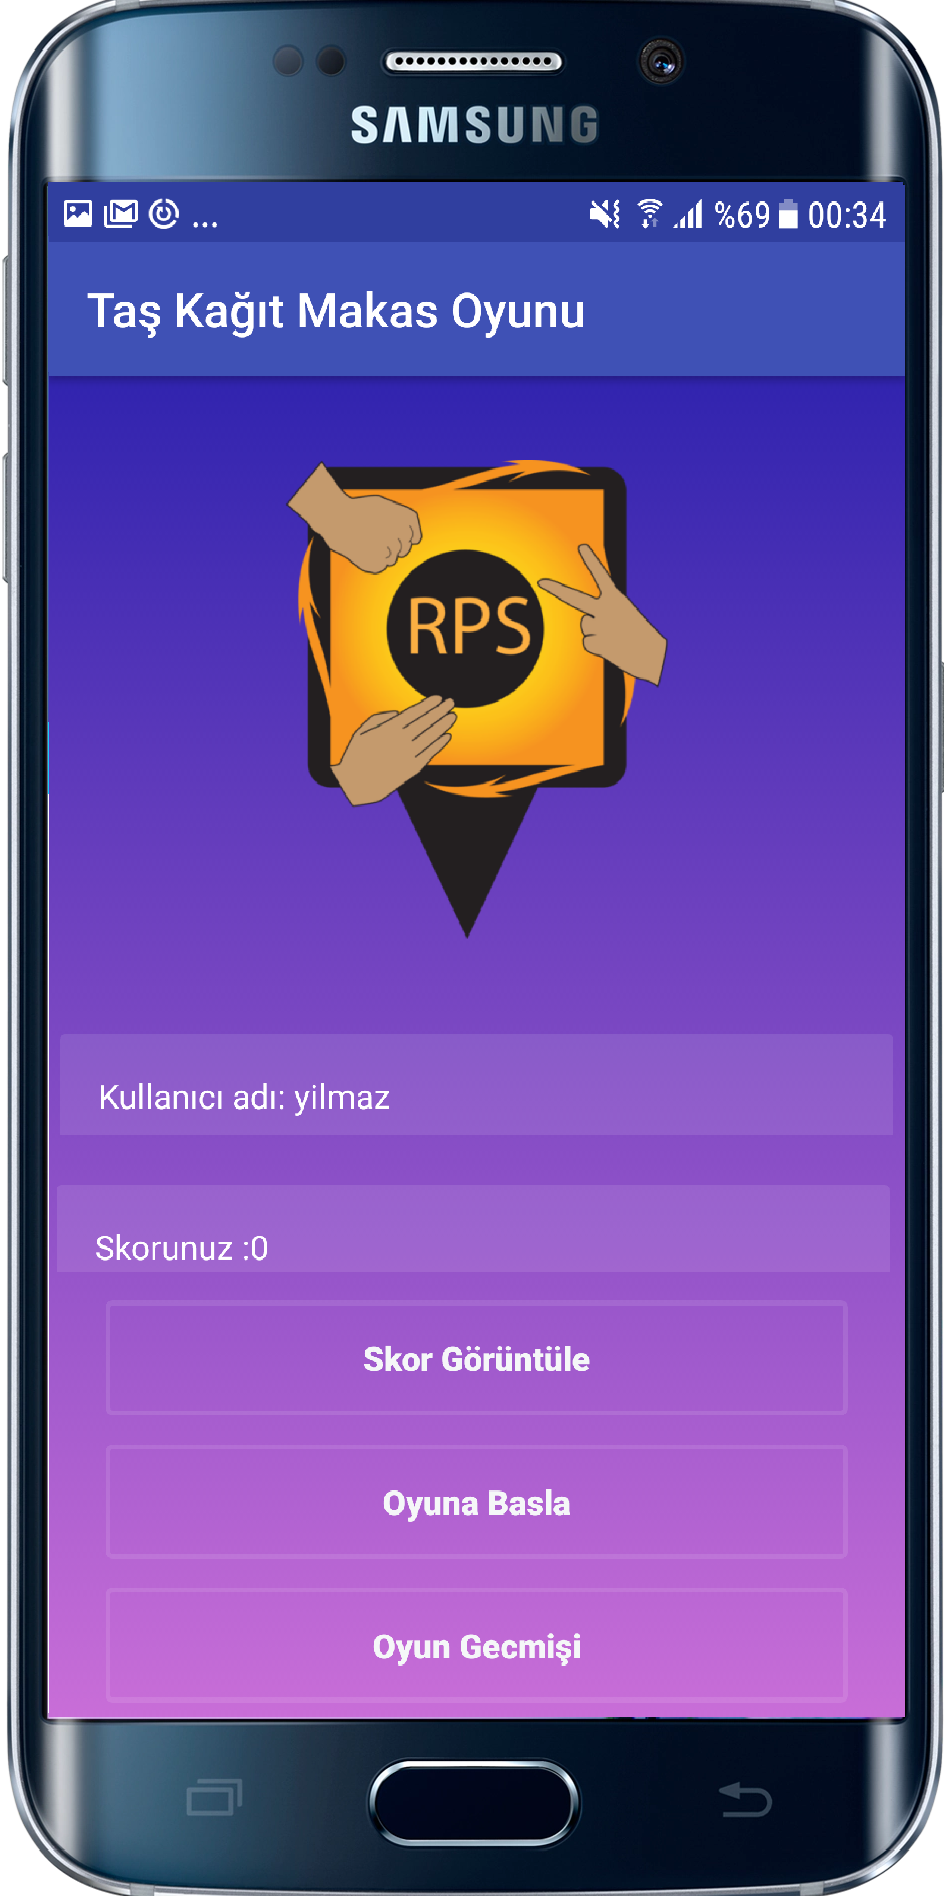 SAMSUNG
... %69 00:34
Taş Kağıt Makas Oyunu
RPS
Kullanıcı adı: yilmaz
Skorunuz :0
Skor Görüntüle
Oyuna Basla
Oyun Gecmişi